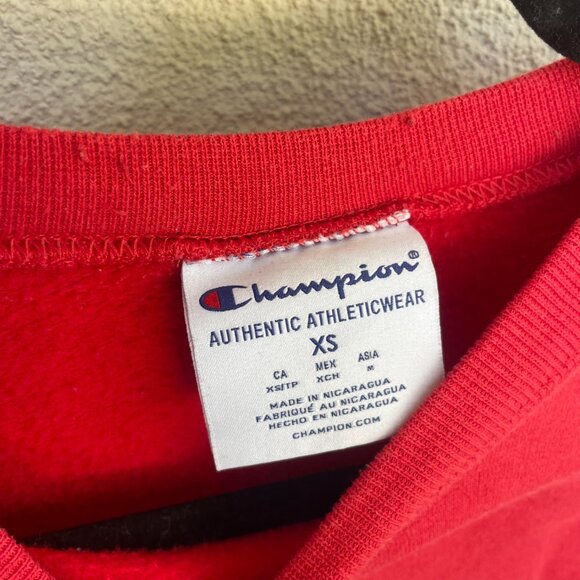 Champion®
AUTHENTIC ATHLETICWEAR
XS
CA MEX ASIA
XS/TP XCH M
MADE IN NICARAGUA
FABRIQUÉ AU NICARAGUA
HECHO EN NICARAGUA
CHAMPION.COM